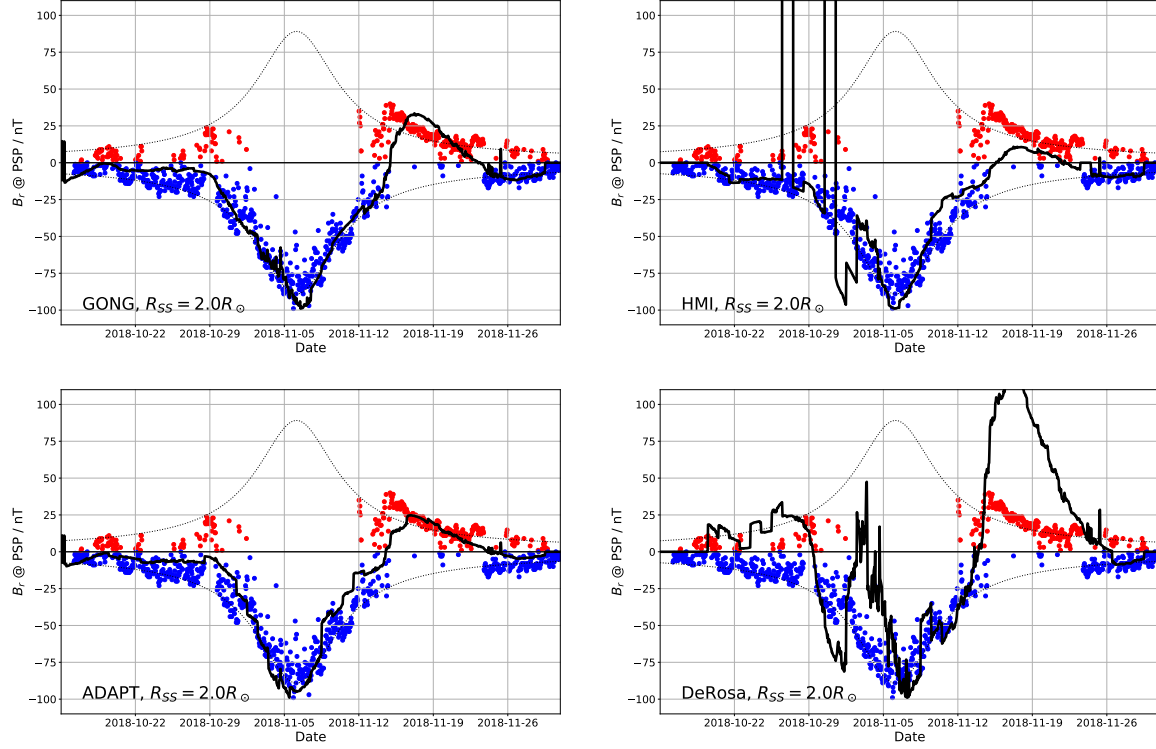 100
75
50
25
0
−25
−50
−75
−100
B_r @ PSP / nT
GONG, R_SS = 2.0R_⊙
2018-10-22 2018-10-29 2018-11-05 2018-11-12 2018-11-19 2018-11-26
Date
100
75
50
25
0
−25
−50
−75
−100
B_r @ PSP / nT
HMI, R_SS = 2.0R_⊙
2018-10-22 2018-10-29 2018-11-05 2018-11-12 2018-11-19 2018-11-26
Date
100
75
50
25
0
−25
−50
−75
−100
B_r @ PSP / nT
ADAPT, R_SS = 2.0R_⊙
2018-10-22 2018-10-29 2018-11-05 2018-11-12 2018-11-19 2018-11-26
Date
100
75
50
25
0
−25
−50
−75
−100
B_r @ PSP / nT
DeRosa, R_SS = 2.0R_⊙
2018-10-22 2018-10-29 2018-11-05 2018-11-12 2018-11-19 2018-11-26
Date